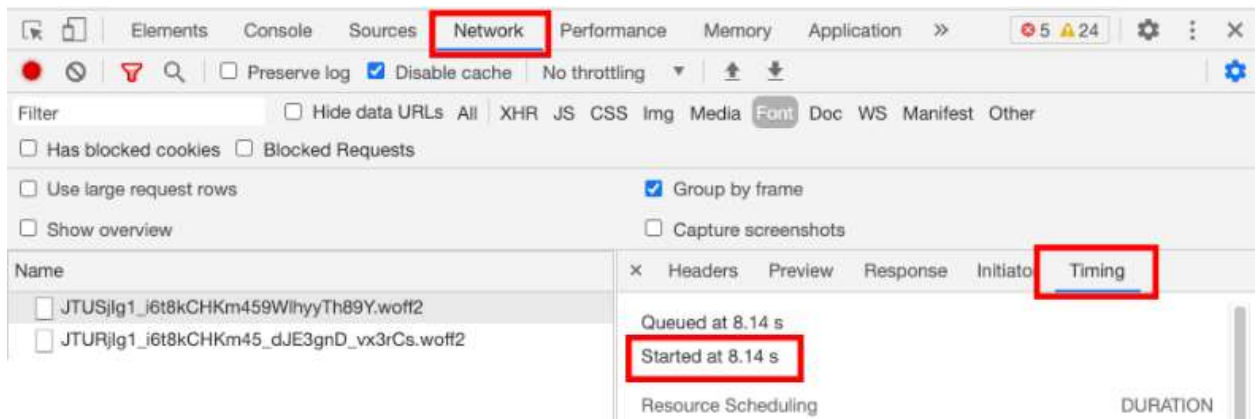 Elements Console Sources Network Performance Memory Application » 5 24
Preserve log Disable cache No throttling
Filter Hide data URLs All XHR JS CSS Img Media Font Doc WS Manifest Other
Has blocked cookies Blocked Requests
Use large request rows Group by frame
Show overview Capture screenshots
Name × Headers Preview Response Initiato Timing
JTUSjIg1_i6t8kCHKm459WlhyyTh89Y.woff2
Queued at 8.14 s
JTURjIg1_i6t8kCHKm45_dJE3gnD_vx3rCs.woff2
Started at 8.14 s
Resource Scheduling DURATION